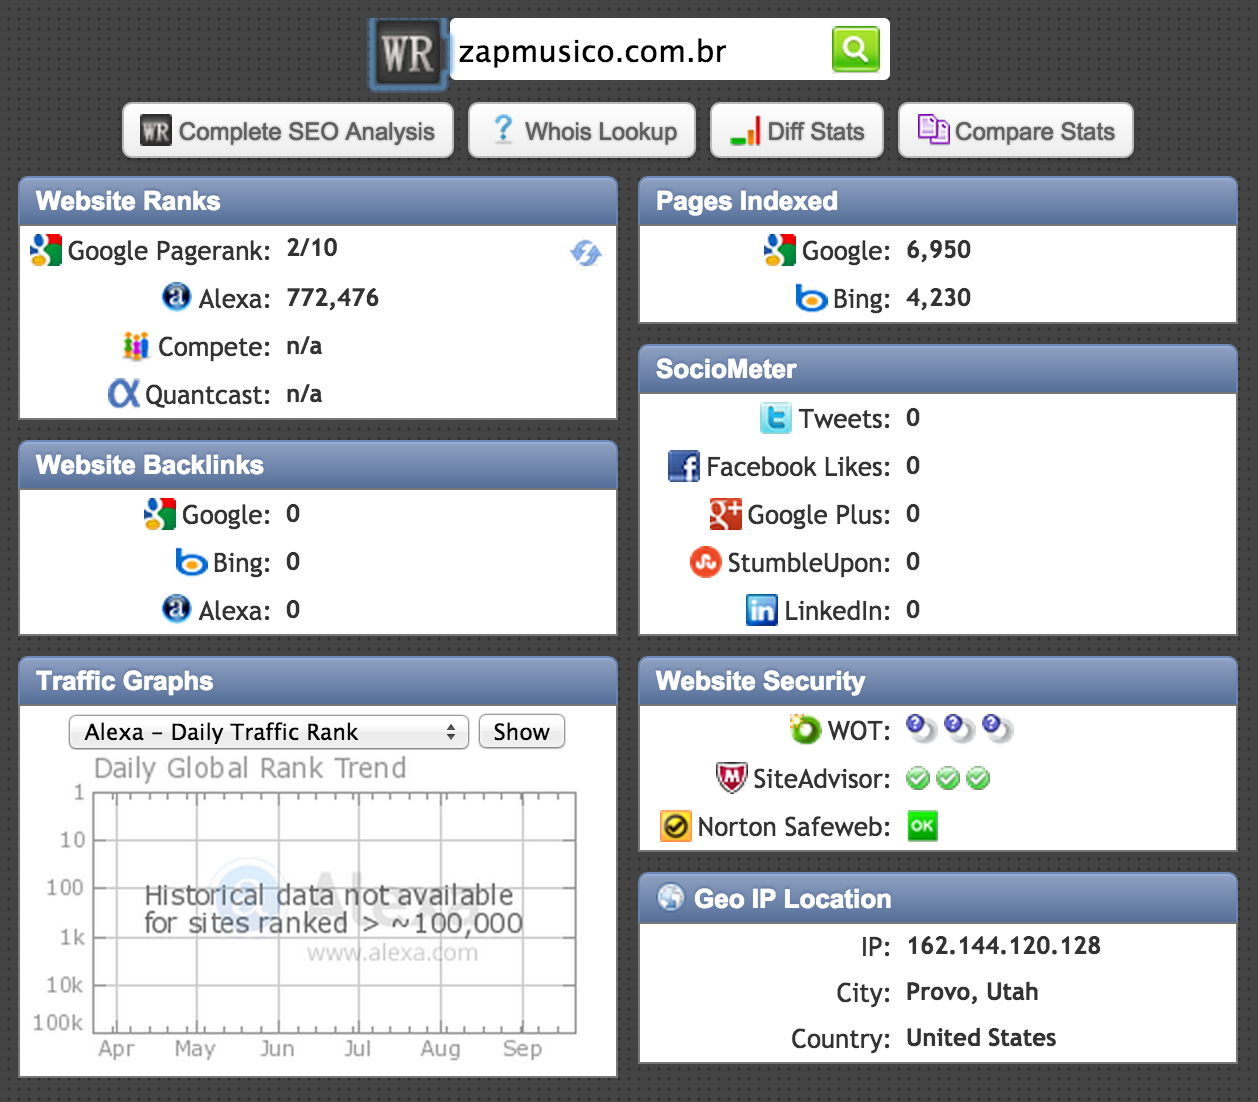 WR
zapmusico.com.br
WR Complete SEO Analysis
? Whois Lookup
Diff Stats
Compare Stats
Website Ranks
Google Pagerank: 2/10
Alexa: 772,476
Compete: n/a
Quantcast: n/a
Website Backlinks
Google: 0
Bing: 0
Alexa: 0
Traffic Graphs
Alexa – Daily Traffic Rank
Show
Daily Global Rank Trend
1
10
100
1k
10k
100k
Alexa
Historical data not available
for sites ranked > ~100,000
www.alexa.com
Apr May Jun Jul Aug Sep
Pages Indexed
Google: 6,950
Bing: 4,230
SocioMeter
Tweets: 0
Facebook Likes: 0
Google Plus: 0
StumbleUpon: 0
LinkedIn: 0
Website Security
WOT: ? ? ?
SiteAdvisor:
Norton Safeweb: OK
Geo IP Location
IP: 162.144.120.128
City: Provo, Utah
Country: United States